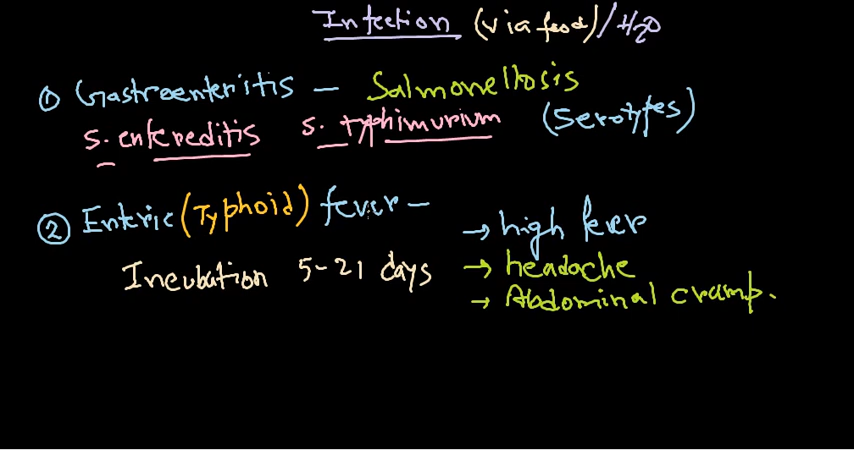 Infection (via food)/H2O
① Gastroenteritis – Salmonellosis
S. entereditis S. typhimurium (Serotypes)
② Enteric (Typhoid) fever –
→ high fever
Incubation 5-21 days → headache
→ Abdominal cramp.